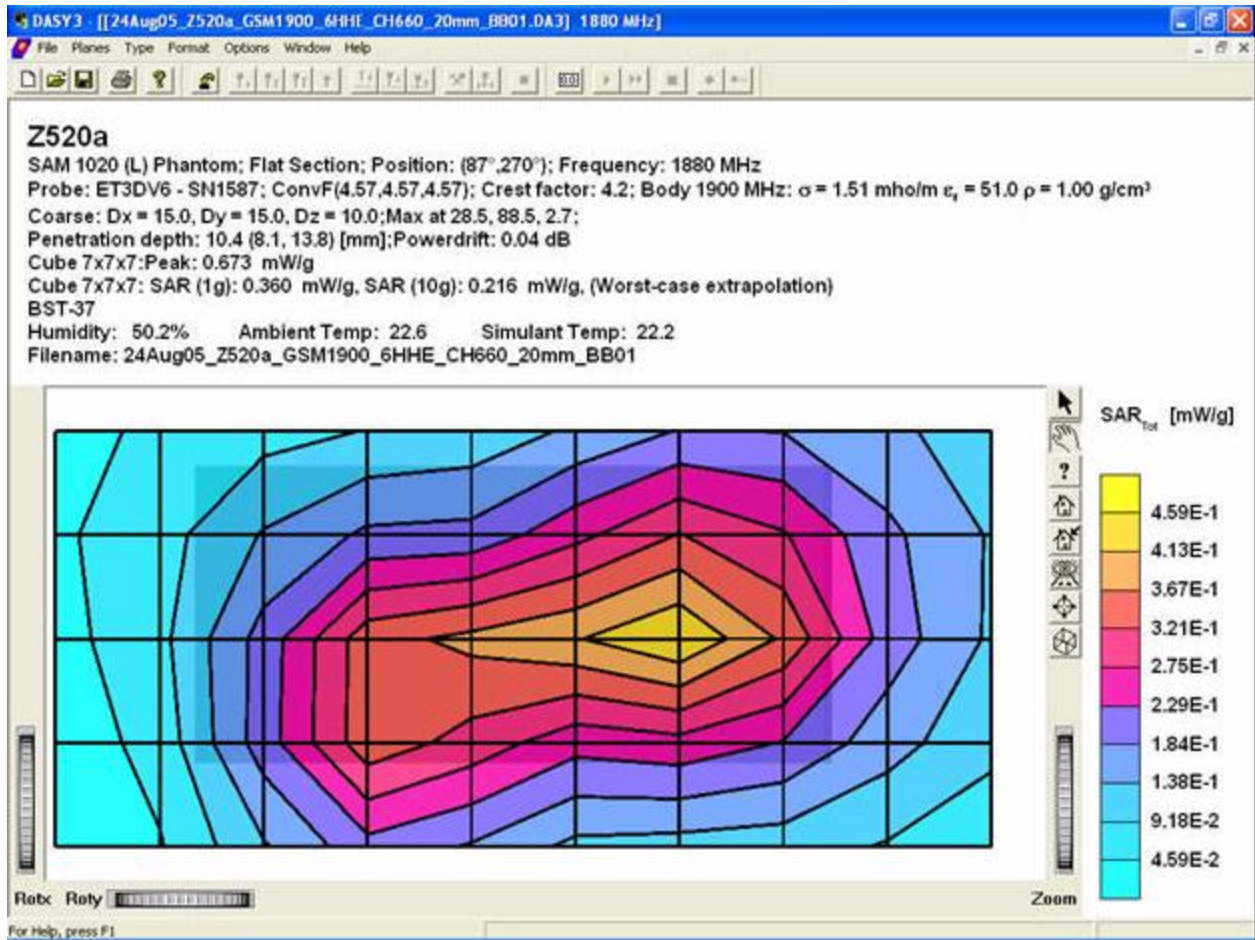 DASY3 - [[24Aug05_Z520a_GSM1900_6HHE_CH660_20mm_BB01.DA3] 1880 MHz]
File Planes Type Format Options Window Help
Z520a
SAM 1020 (L) Phantom; Flat Section; Position: (87°,270°); Frequency: 1880 MHz
Probe: ET3DV6 - SN1587; ConvF(4.57,4.57,4.57); Crest factor: 4.2; Body 1900 MHz: σ = 1.51 mho/m εr = 51.0 ρ = 1.00 g/cm³
Coarse: Dx = 15.0, Dy = 15.0, Dz = 10.0;Max at 28.5, 88.5, 2.7;
Penetration depth: 10.4 (8.1, 13.8) [mm];Powerdrift: 0.04 dB
Cube 7x7x7:Peak: 0.673 mW/g
Cube 7x7x7: SAR (1g): 0.360 mW/g, SAR (10g): 0.216 mW/g, (Worst-case extrapolation)
BST-37
Humidity: 50.2% Ambient Temp: 22.6 Simulant Temp: 22.2
Filename: 24Aug05_Z520a_GSM1900_6HHE_CH660_20mm_BB01
SARTot [mW/g]
4.59E-1
4.13E-1
3.67E-1
3.21E-1
2.75E-1
2.29E-1
1.84E-1
1.38E-1
9.18E-2
4.59E-2
Rotx Roty
Zoom
For Help, press F1